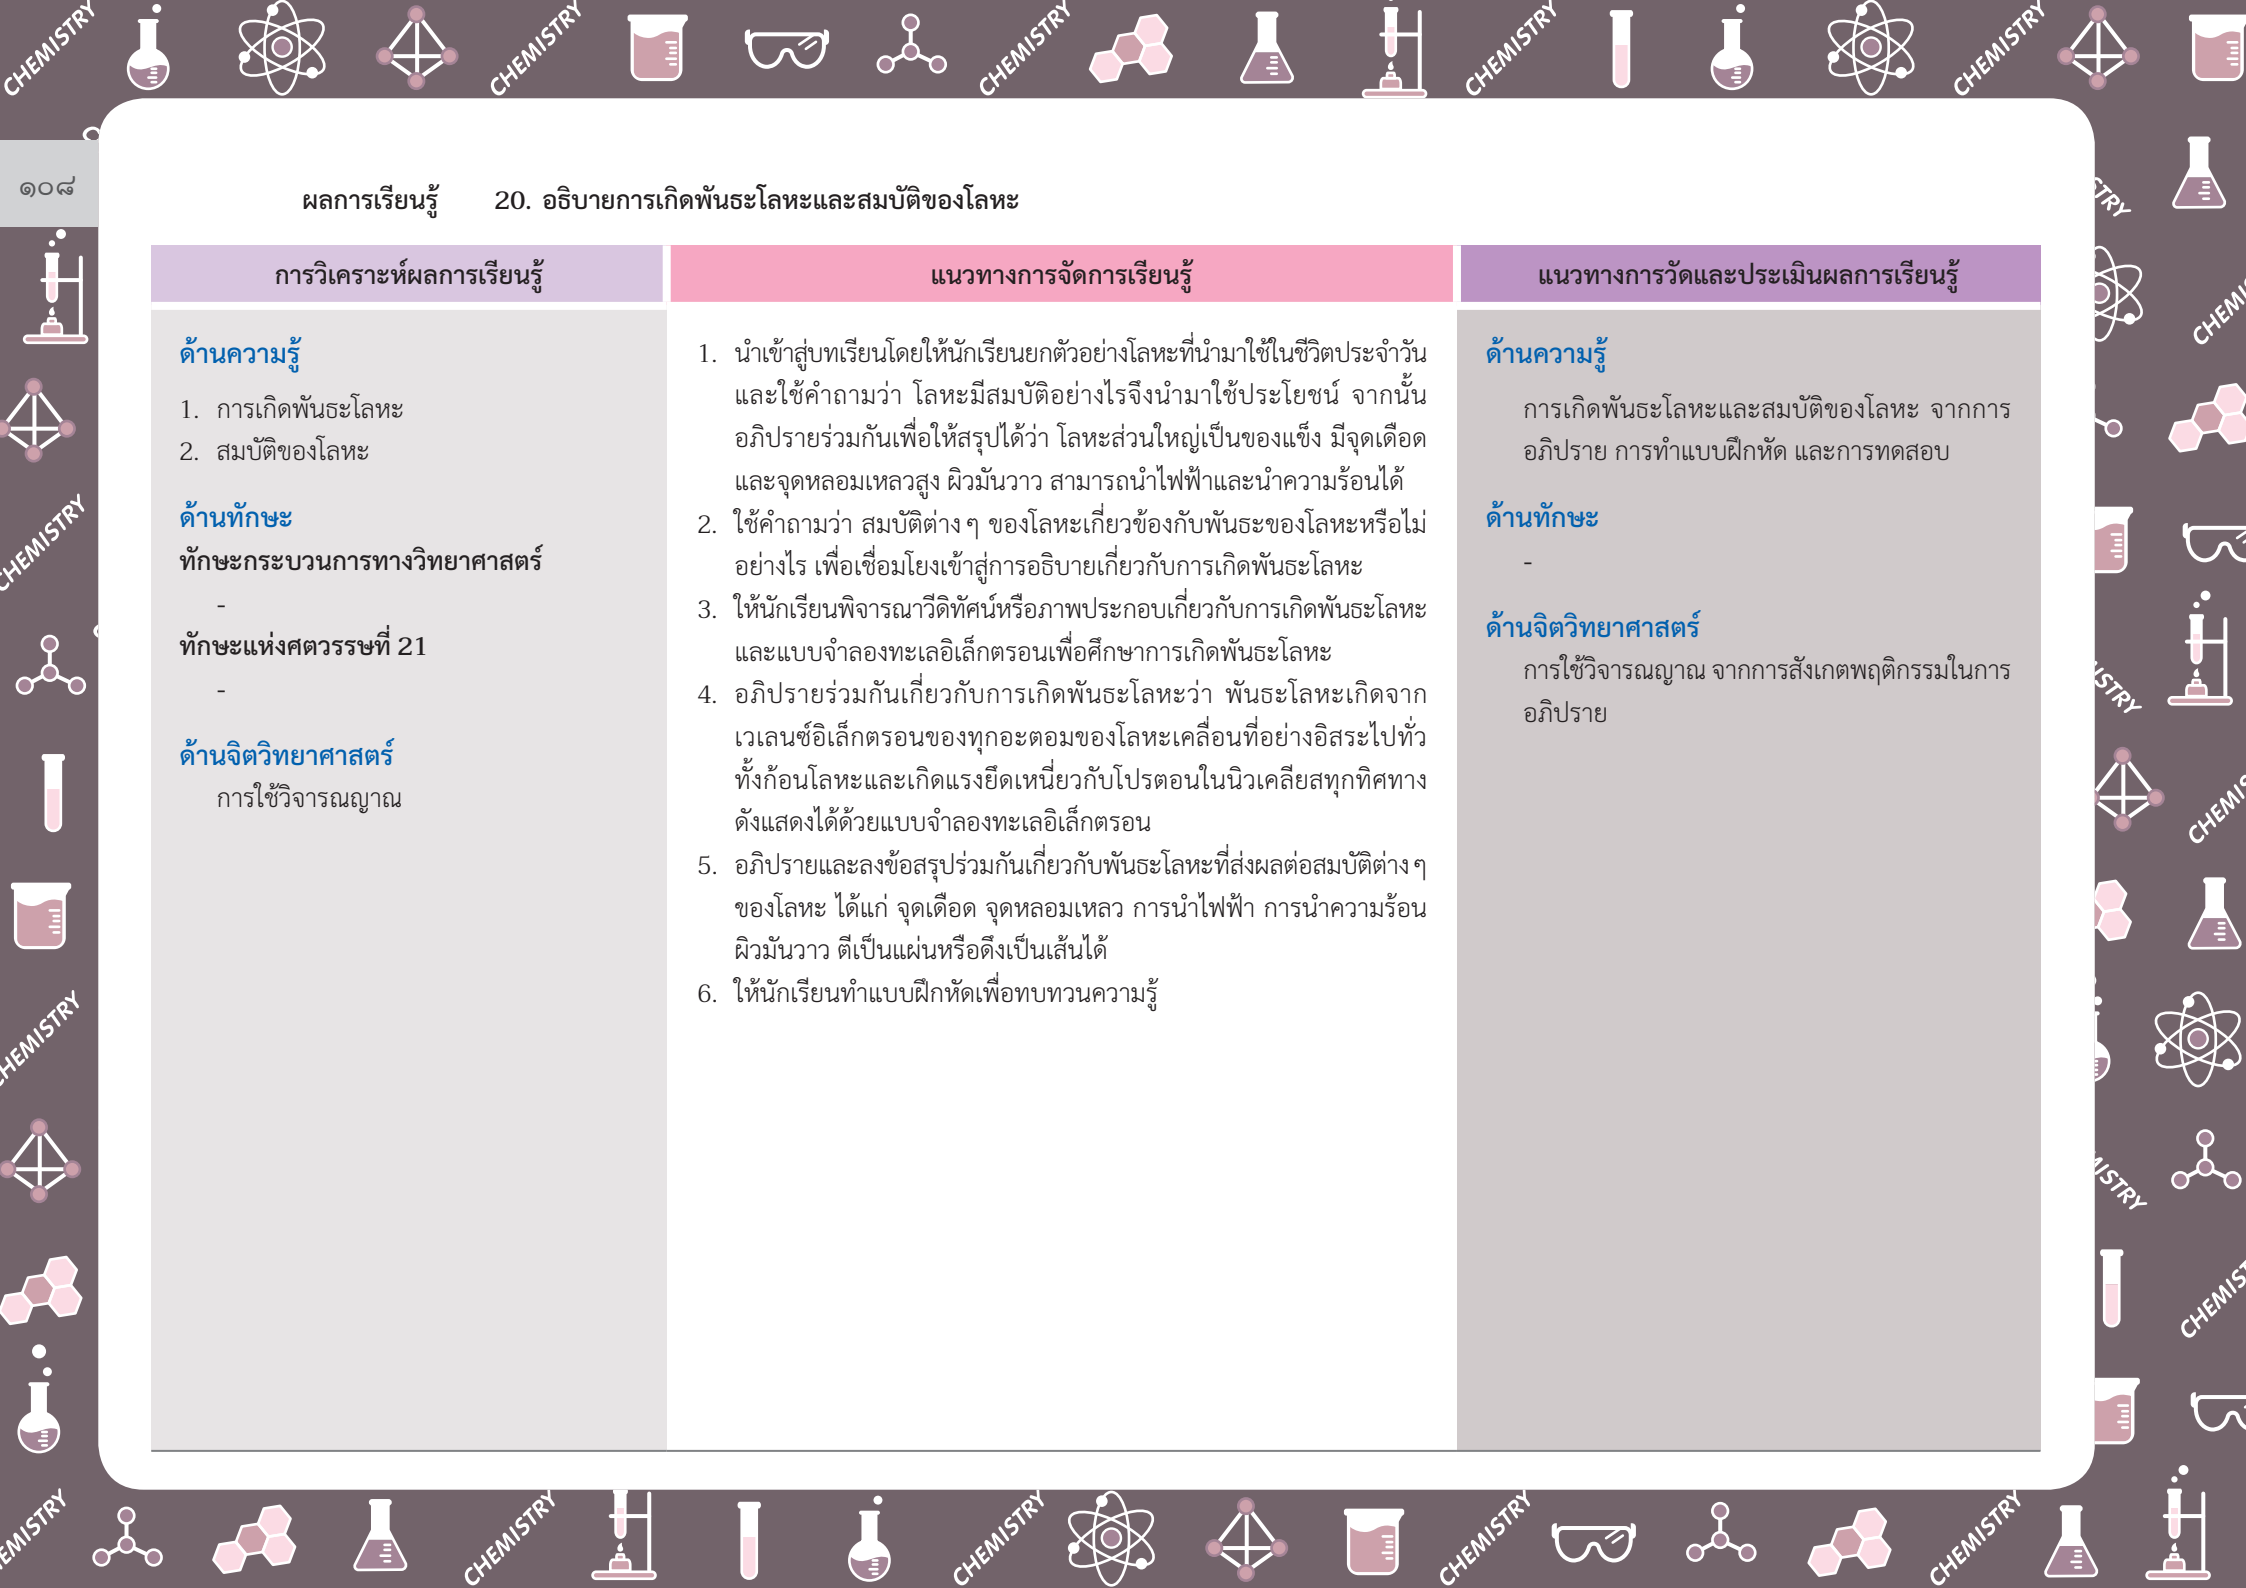 CHEMISTRY CHEMISTRY CHEMISTRY CHEMISTRY CHEMISTRY
๑๐๘
ผลการเรียนรู้ 20. อธิบายการเกิดพันธะโลหะและสมบัติของโลหะ
การวิเคราะห์ผลการเรียนรู้
ด้านความรู้
1. การเกิดพันธะโลหะ
2. สมบัติของโลหะ
ด้านทักษะ
ทักษะกระบวนการทางวิทยาศาสตร์
-
ทักษะแห่งศตวรรษที่ 21
-
ด้านจิตวิทยาศาสตร์
การใช้วิจารณญาณ
แนวทางการจัดการเรียนรู้
1. นำเข้าสู่บทเรียนโดยให้นักเรียนยกตัวอย่างโลหะที่นำมาใช้ในชีวิตประจำวัน
และใช้คำถามว่า โลหะมีสมบัติอย่างไรจึงนำมาใช้ประโยชน์ จากนั้น
อภิปรายร่วมกันเพื่อให้สรุปได้ว่า โลหะส่วนใหญ่เป็นของแข็ง มีจุดเดือด
และจุดหลอมเหลวสูง ผิวมันวาว สามารถนำไฟฟ้าและนำความร้อนได้
2. ใช้คำถามว่า สมบัติต่าง ๆ ของโลหะเกี่ยวข้องกับพันธะของโลหะหรือไม่
อย่างไร เพื่อเชื่อมโยงเข้าสู่การอธิบายเกี่ยวกับการเกิดพันธะโลหะ
3. ให้นักเรียนพิจารณาวีดิทัศน์หรือภาพประกอบเกี่ยวกับการเกิดพันธะโลหะ
และแบบจำลองทะเลอิเล็กตรอนเพื่อศึกษาการเกิดพันธะโลหะ
4. อภิปรายร่วมกันเกี่ยวกับการเกิดพันธะโลหะว่า พันธะโลหะเกิดจาก
เวเลนซ์อิเล็กตรอนของทุกอะตอมของโลหะเคลื่อนที่อย่างอิสระไปทั่ว
ทั้งก้อนโลหะและเกิดแรงยึดเหนี่ยวกับโปรตอนในนิวเคลียสทุกทิศทาง
ดังแสดงได้ด้วยแบบจำลองทะเลอิเล็กตรอน
5. อภิปรายและลงข้อสรุปร่วมกันเกี่ยวกับพันธะโลหะที่ส่งผลต่อสมบัติต่าง ๆ
ของโลหะ ได้แก่ จุดเดือด จุดหลอมเหลว การนำไฟฟ้า การนำความร้อน
ผิวมันวาว ตีเป็นแผ่นหรือดึงเป็นเส้นได้
6. ให้นักเรียนทำแบบฝึกหัดเพื่อทบทวนความรู้
แนวทางการวัดและประเมินผลการเรียนรู้
ด้านความรู้
การเกิดพันธะโลหะและสมบัติของโลหะ จากการ
อภิปราย การทำแบบฝึกหัด และการทดสอบ
ด้านทักษะ
-
ด้านจิตวิทยาศาสตร์
การใช้วิจารณญาณ จากการสังเกตพฤติกรรมในการ
อภิปราย
CHEMISTRY CHEMISTRY CHEMISTRY CHEMISTRY